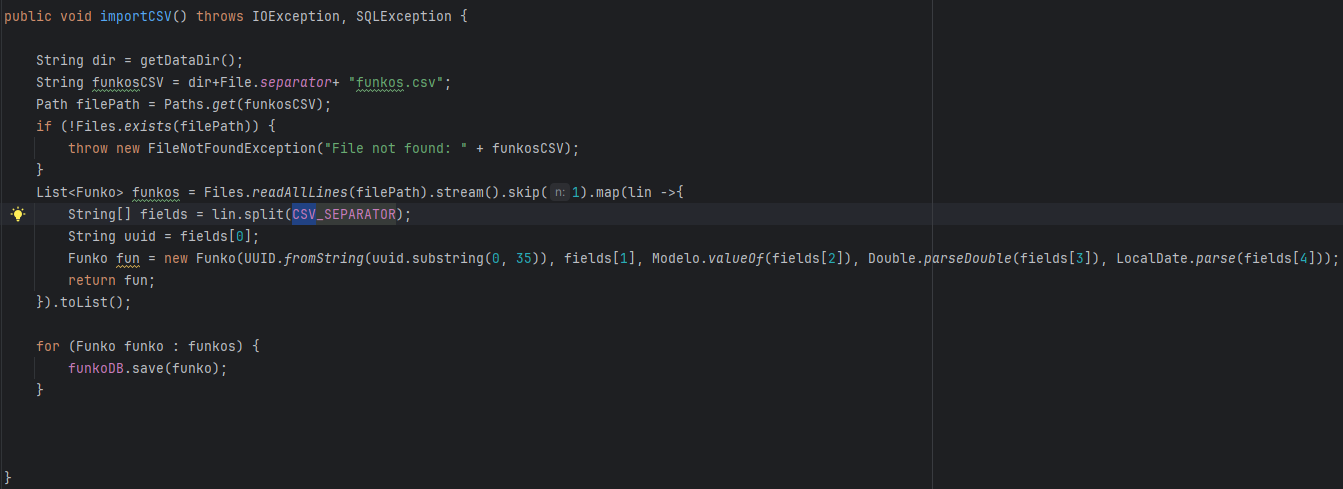 public void importCSV() throws IOException, SQLException {
String dir = getDataDir();
String funkosCSV = dir+File.separator+ "funkos.csv";
Path filePath = Paths.get(funkosCSV);
if (!Files.exists(filePath)) {
throw new FileNotFoundException("File not found: " + funkosCSV);
}
List<Funko> funkos = Files.readAllLines(filePath).stream().skip( n: 1).map(lin ->{
String[] fields = lin.split(CSV_SEPARATOR);
String uuid = fields[0];
Funko fun = new Funko(UUID.fromString(uuid.substring(0, 35)), fields[1], Modelo.valueOf(fields[2]), Double.parseDouble(fields[3]), LocalDate.parse(fields[4]));
return fun;
}).toList();
for (Funko funko : funkos) {
funkoDB.save(funko);
}
}